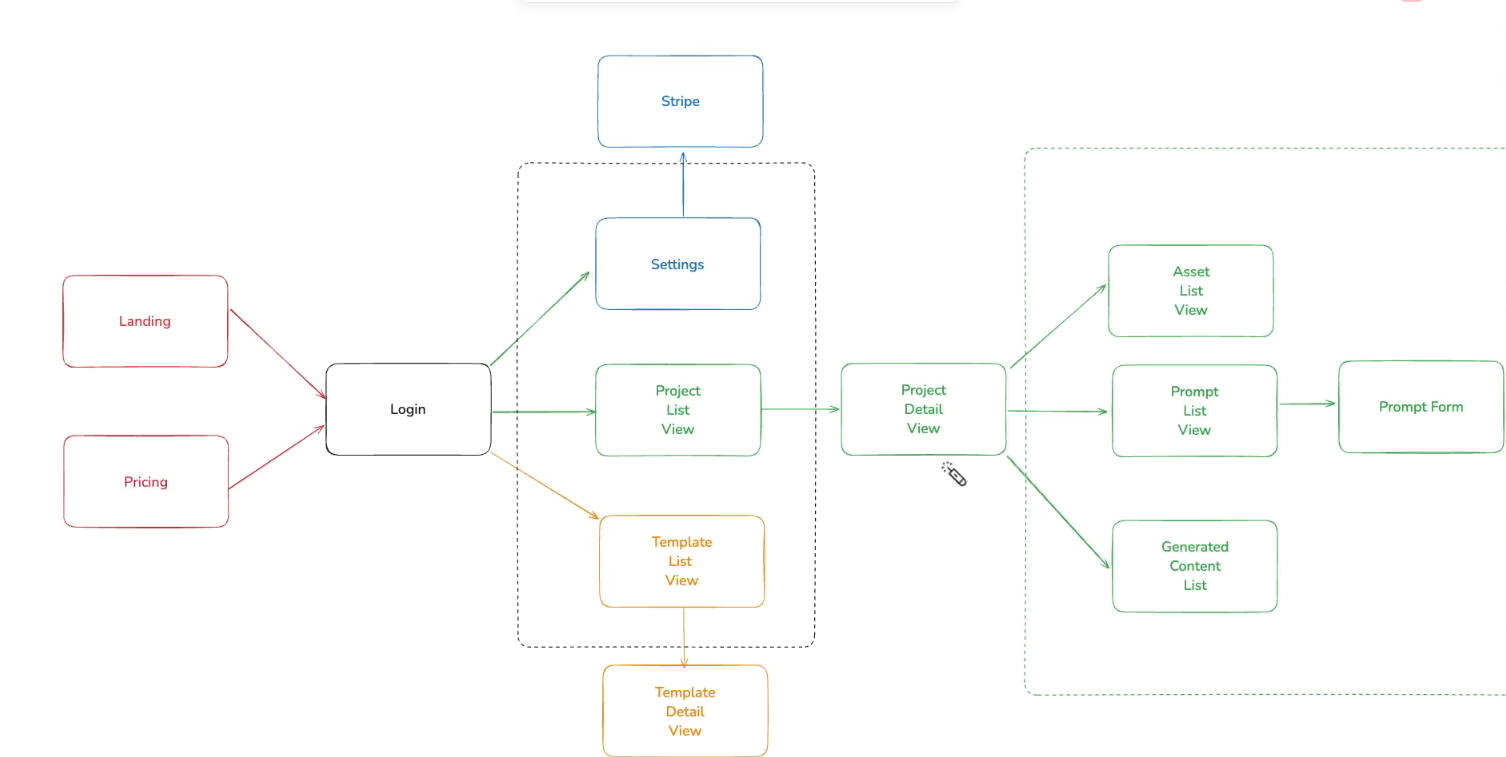 Stripe
Settings
Landing
Pricing
Login
Project
List
View
Template
List
View
Template
Detail
View
Project
Detail
View
Asset
List
View
Prompt
List
View
Prompt Form
Generated
Content
List